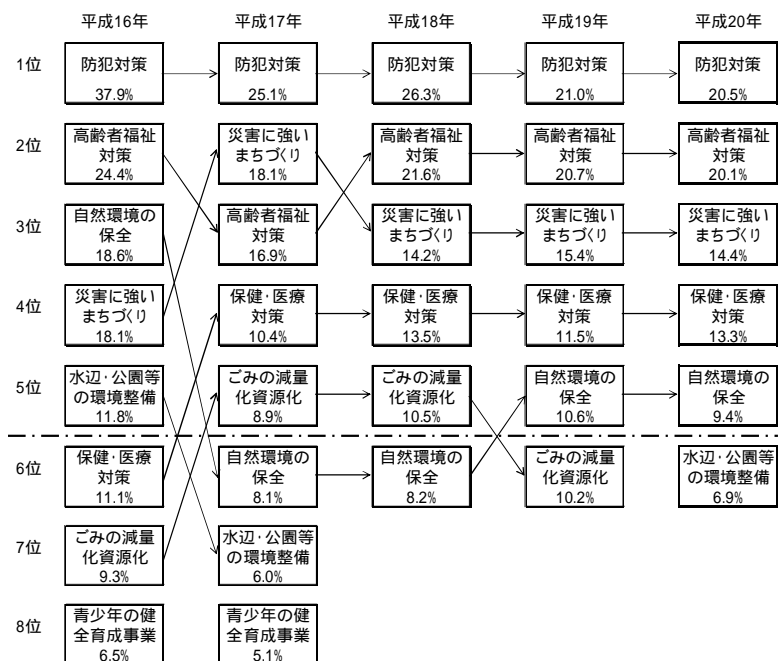 平成16年 平成17年 平成18年 平成19年 平成20年
1位
防犯対策
37.9%
防犯対策
25.1%
防犯対策
26.3%
防犯対策
21.0%
防犯対策
20.5%
2位
高齢者福祉
対策
24.4%
災害に強い
まちづくり
18.1%
高齢者福祉
対策
21.6%
高齢者福祉
対策
20.7%
高齢者福祉
対策
20.1%
3位
自然環境の
保全
18.6%
高齢者福祉
対策
16.9%
災害に強い
まちづくり
14.2%
災害に強い
まちづくり
15.4%
災害に強い
まちづくり
14.4%
4位
災害に強い
まちづくり
18.1%
保健・医療
対策
10.4%
保健・医療
対策
13.5%
保健・医療
対策
11.5%
保健・医療
対策
13.3%
5位
水辺・公園等
の環境整備
11.8%
ごみの減量
化資源化
8.9%
ごみの減量
化資源化
10.5%
自然環境の
保全
10.6%
自然環境の
保全
9.4%
6位
保健・医療
対策
11.1%
自然環境の
保全
8.1%
自然環境の
保全
8.2%
ごみの減量
化資源化
10.2%
水辺・公園等
の環境整備
6.9%
7位
ごみの減量
化資源化
9.3%
水辺・公園等
の環境整備
6.0%
8位
青少年の健
全育成事業
6.5%
青少年の健
全育成事業
5.1%